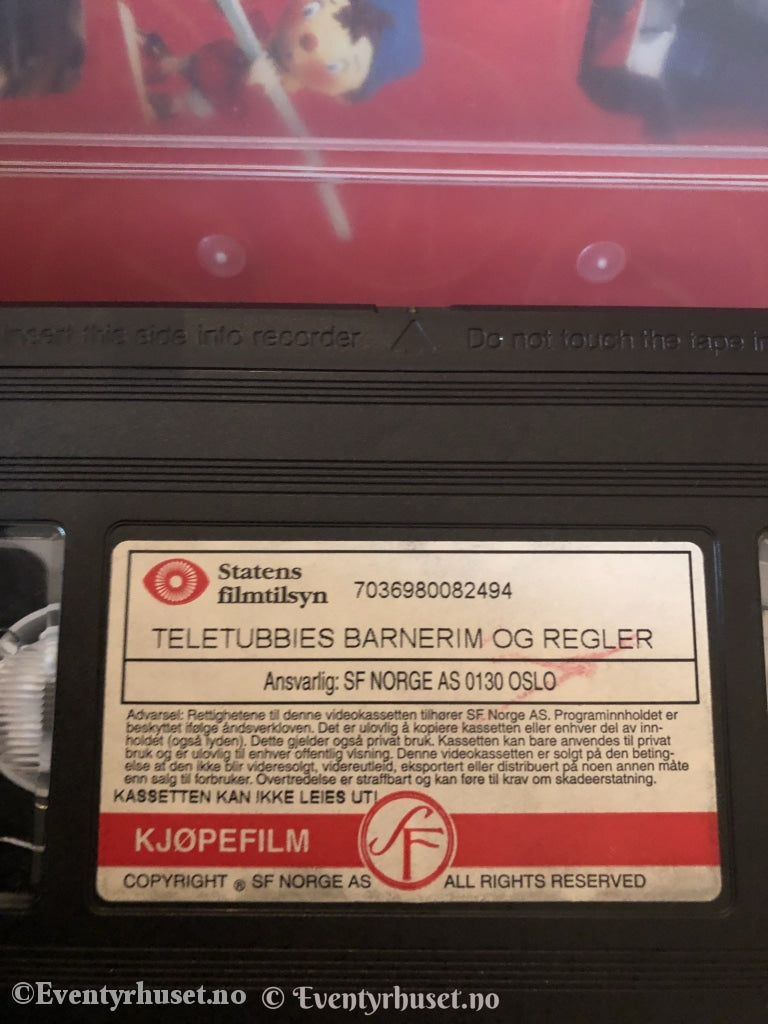 Insert this side into recorder
Do not touch the tape in
Statens
filmtilsyn
7036980082494
TELETUBBIES BARNERIM OG REGLER
Ansvarlig: SF NORGE AS 0130 OSLO
Advarsel: Rettighetene til denne videokassetten tilhører SF Norge AS. Programinnholdet er
beskyttet ifølge åndsverkloven. Det er ulovlig å kopiere kassetten eller enhver del av inn-
holdet (også lyden). Dette gjelder også privat bruk. Kassetten kan bare anvendes til privat
bruk og er ulovlig til enhver offentlig visning. Denne videokassetten er solgt på den beting-
else at den ikke blir videresolgt, videreutleid, eksportert eller distribuert på noen annen måte
enn salg til forbruker. Overtredelse er straffbart og kan føre til krav om skadeerstatning.
KASSETTEN KAN IKKE LEIES UT!
KJØPEFILM
SF
COPYRIGHT ® SF NORGE AS
ALL RIGHTS RESERVED
©Eventyrhuset.no
© Eventyrhuset.no